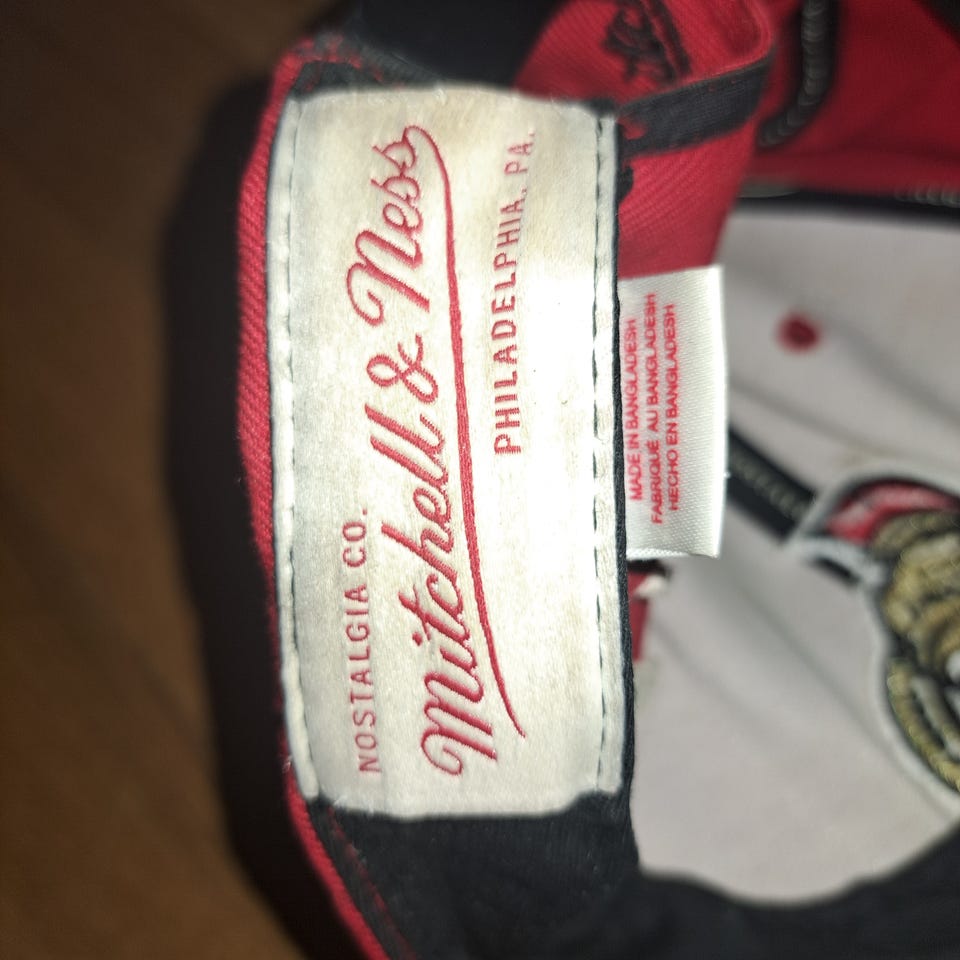 NOSTALGIA CO.
Mitchell & Ness
PHILADELPHIA, PA.
MADE IN BANGLADESH
FABRIQUÉ AU BANGLADESH
HECHO EN BANGLADESH